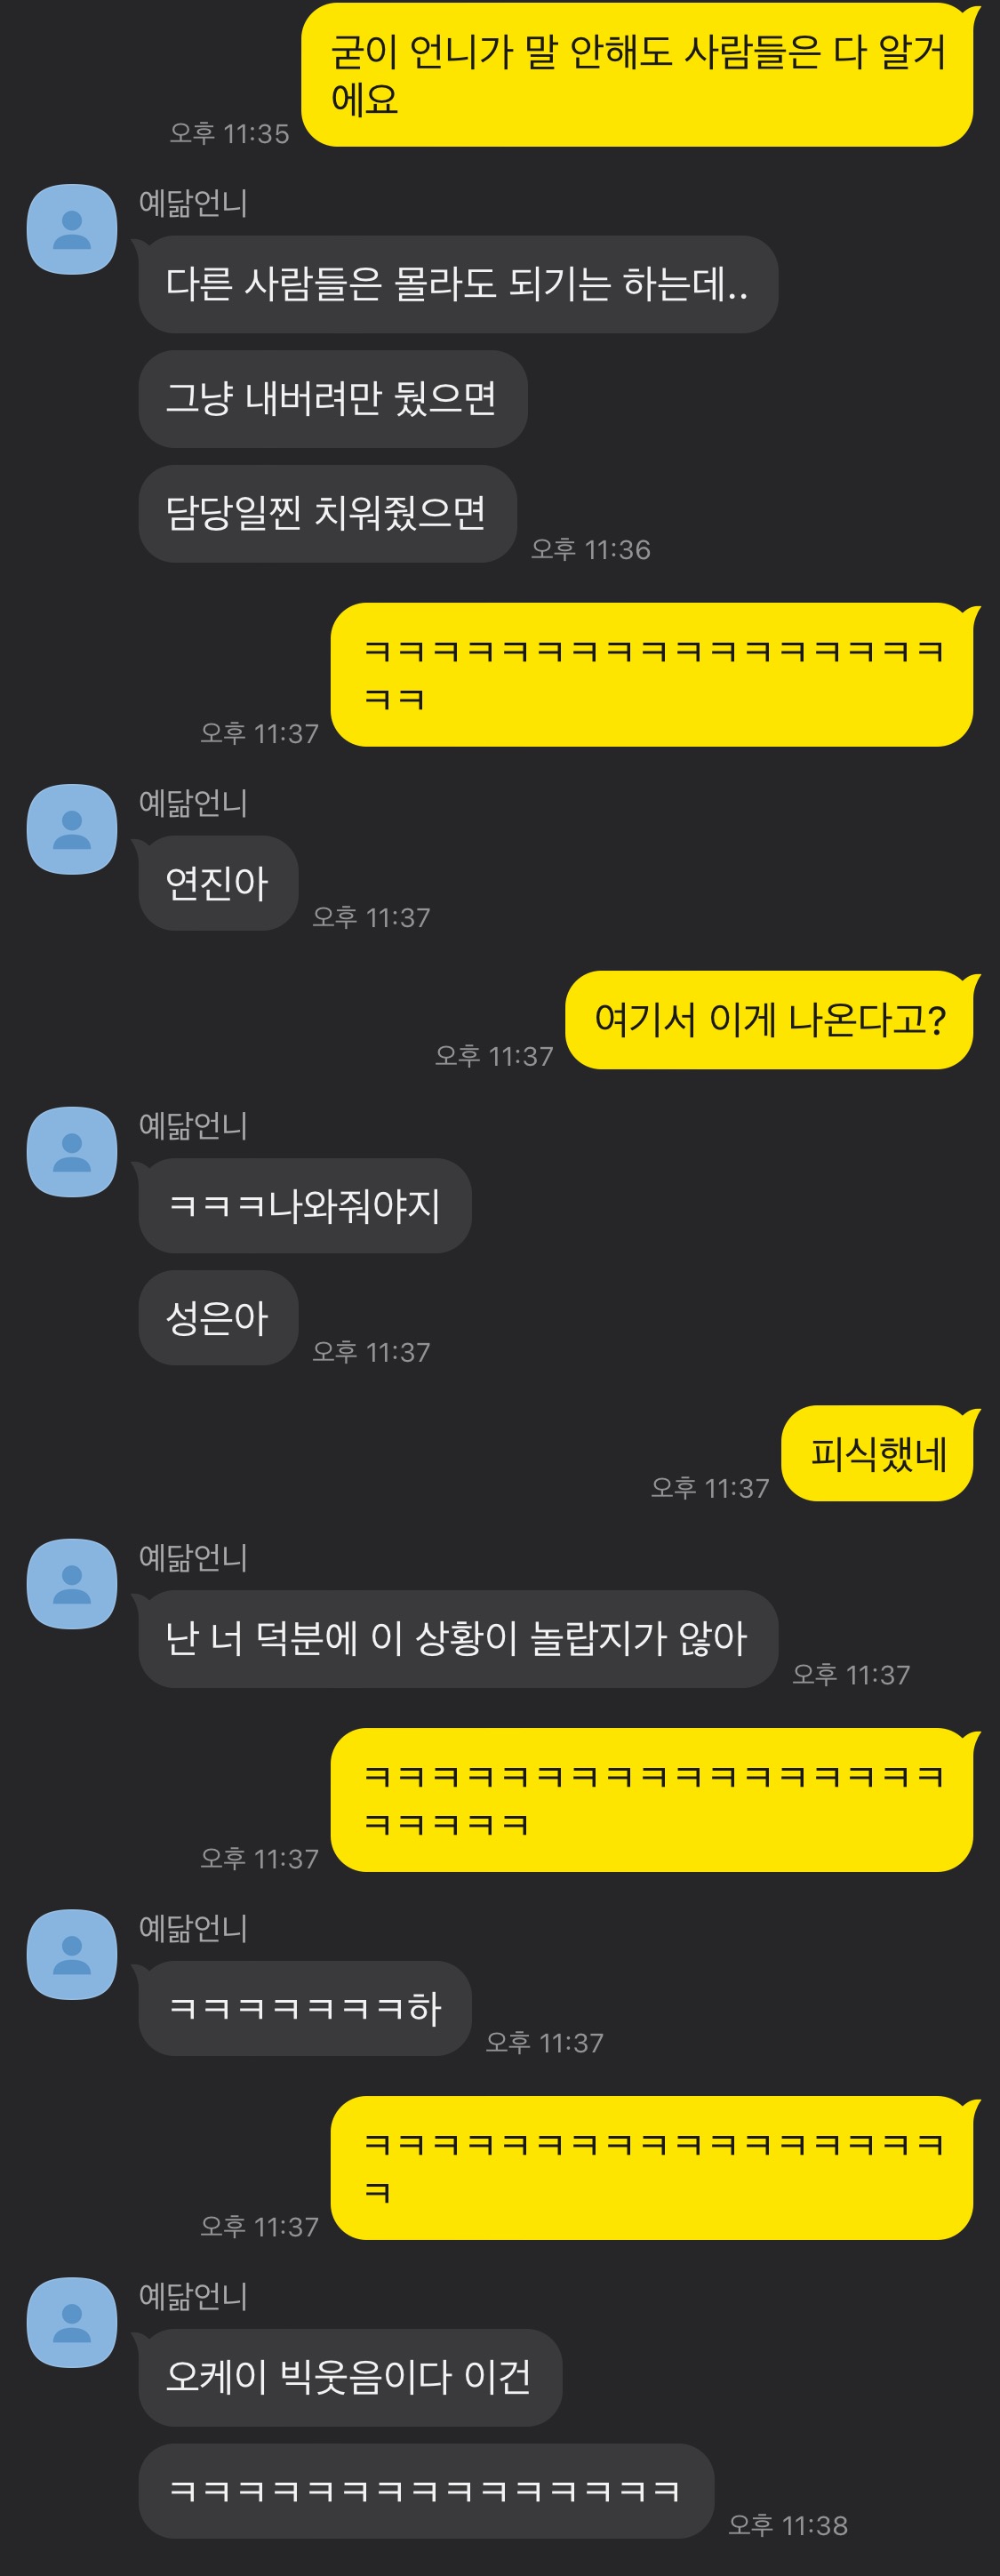 굳이 언니가 말 안해도 사람들은 다 알거
에요
오후 11:35
예닮언니
다른 사람들은 몰라도 되기는 하는데..
그냥 내버려만 뒀으면
담당일찐 치워줬으면
오후 11:36
ㅋㅋㅋㅋㅋㅋㅋㅋㅋㅋㅋㅋㅋㅋㅋㅋㅋ
ㅋㅋ
오후 11:37
예닮언니
연진아
오후 11:37
여기서 이게 나온다고?
오후 11:37
예닮언니
ㅋㅋㅋ나와줘야지
성은아
오후 11:37
피식했네
오후 11:37
예닮언니
난 너 덕분에 이 상황이 놀랍지가 않아
오후 11:37
ㅋㅋㅋㅋㅋㅋㅋㅋㅋㅋㅋㅋㅋㅋㅋㅋㅋ
ㅋㅋㅋㅋㅋ
오후 11:37
예닮언니
ㅋㅋㅋㅋㅋㅋㅋ하
오후 11:37
ㅋㅋㅋㅋㅋㅋㅋㅋㅋㅋㅋㅋㅋㅋㅋㅋㅋ
ㅋ
오후 11:37
예닮언니
오케이 빅웃음이다 이건
ㅋㅋㅋㅋㅋㅋㅋㅋㅋㅋㅋㅋㅋㅋㅋ
오후 11:38